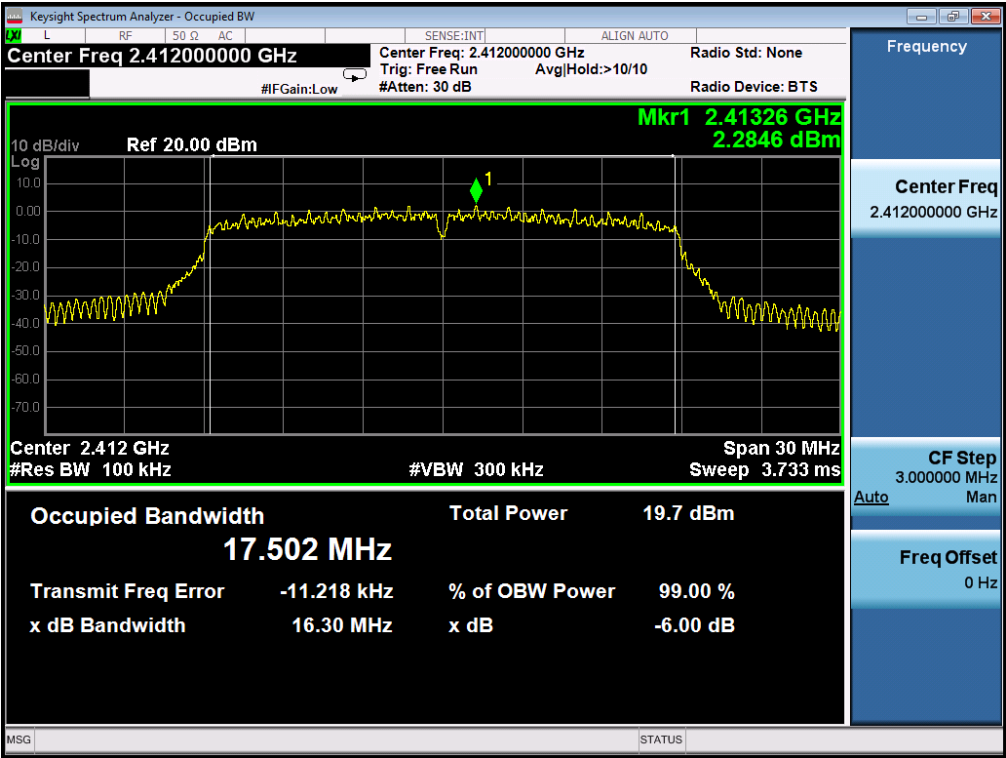 Keysight Spectrum Analyzer - Occupied BW
LXI L RF 50 Ω AC SENSE:INT ALIGN AUTO
Center Freq 2.412000000 GHz
Center Freq: 2.412000000 GHz
Radio Std: None
Trig: Free Run Avg|Hold:>10/10
#IFGain:Low
#Atten: 30 dB
Radio Device: BTS
Mkr1 2.41326 GHz
2.2846 dBm
10 dB/div Ref 20.00 dBm
Log
10.0
1
0.00
-10.0
-20.0
-30.0
-40.0
-50.0
-60.0
-70.0
Center 2.412 GHz
Span 30 MHz
#Res BW 100 kHz
#VBW 300 kHz
Sweep 3.733 ms
Occupied Bandwidth
17.502 MHz
Total Power 19.7 dBm
Transmit Freq Error -11.218 kHz
% of OBW Power 99.00 %
x dB Bandwidth 16.30 MHz
x dB -6.00 dB
MSG
STATUS
Frequency
Center Freq
2.412000000 GHz
CF Step
3.000000 MHz
Auto Man
Freq Offset
0 Hz